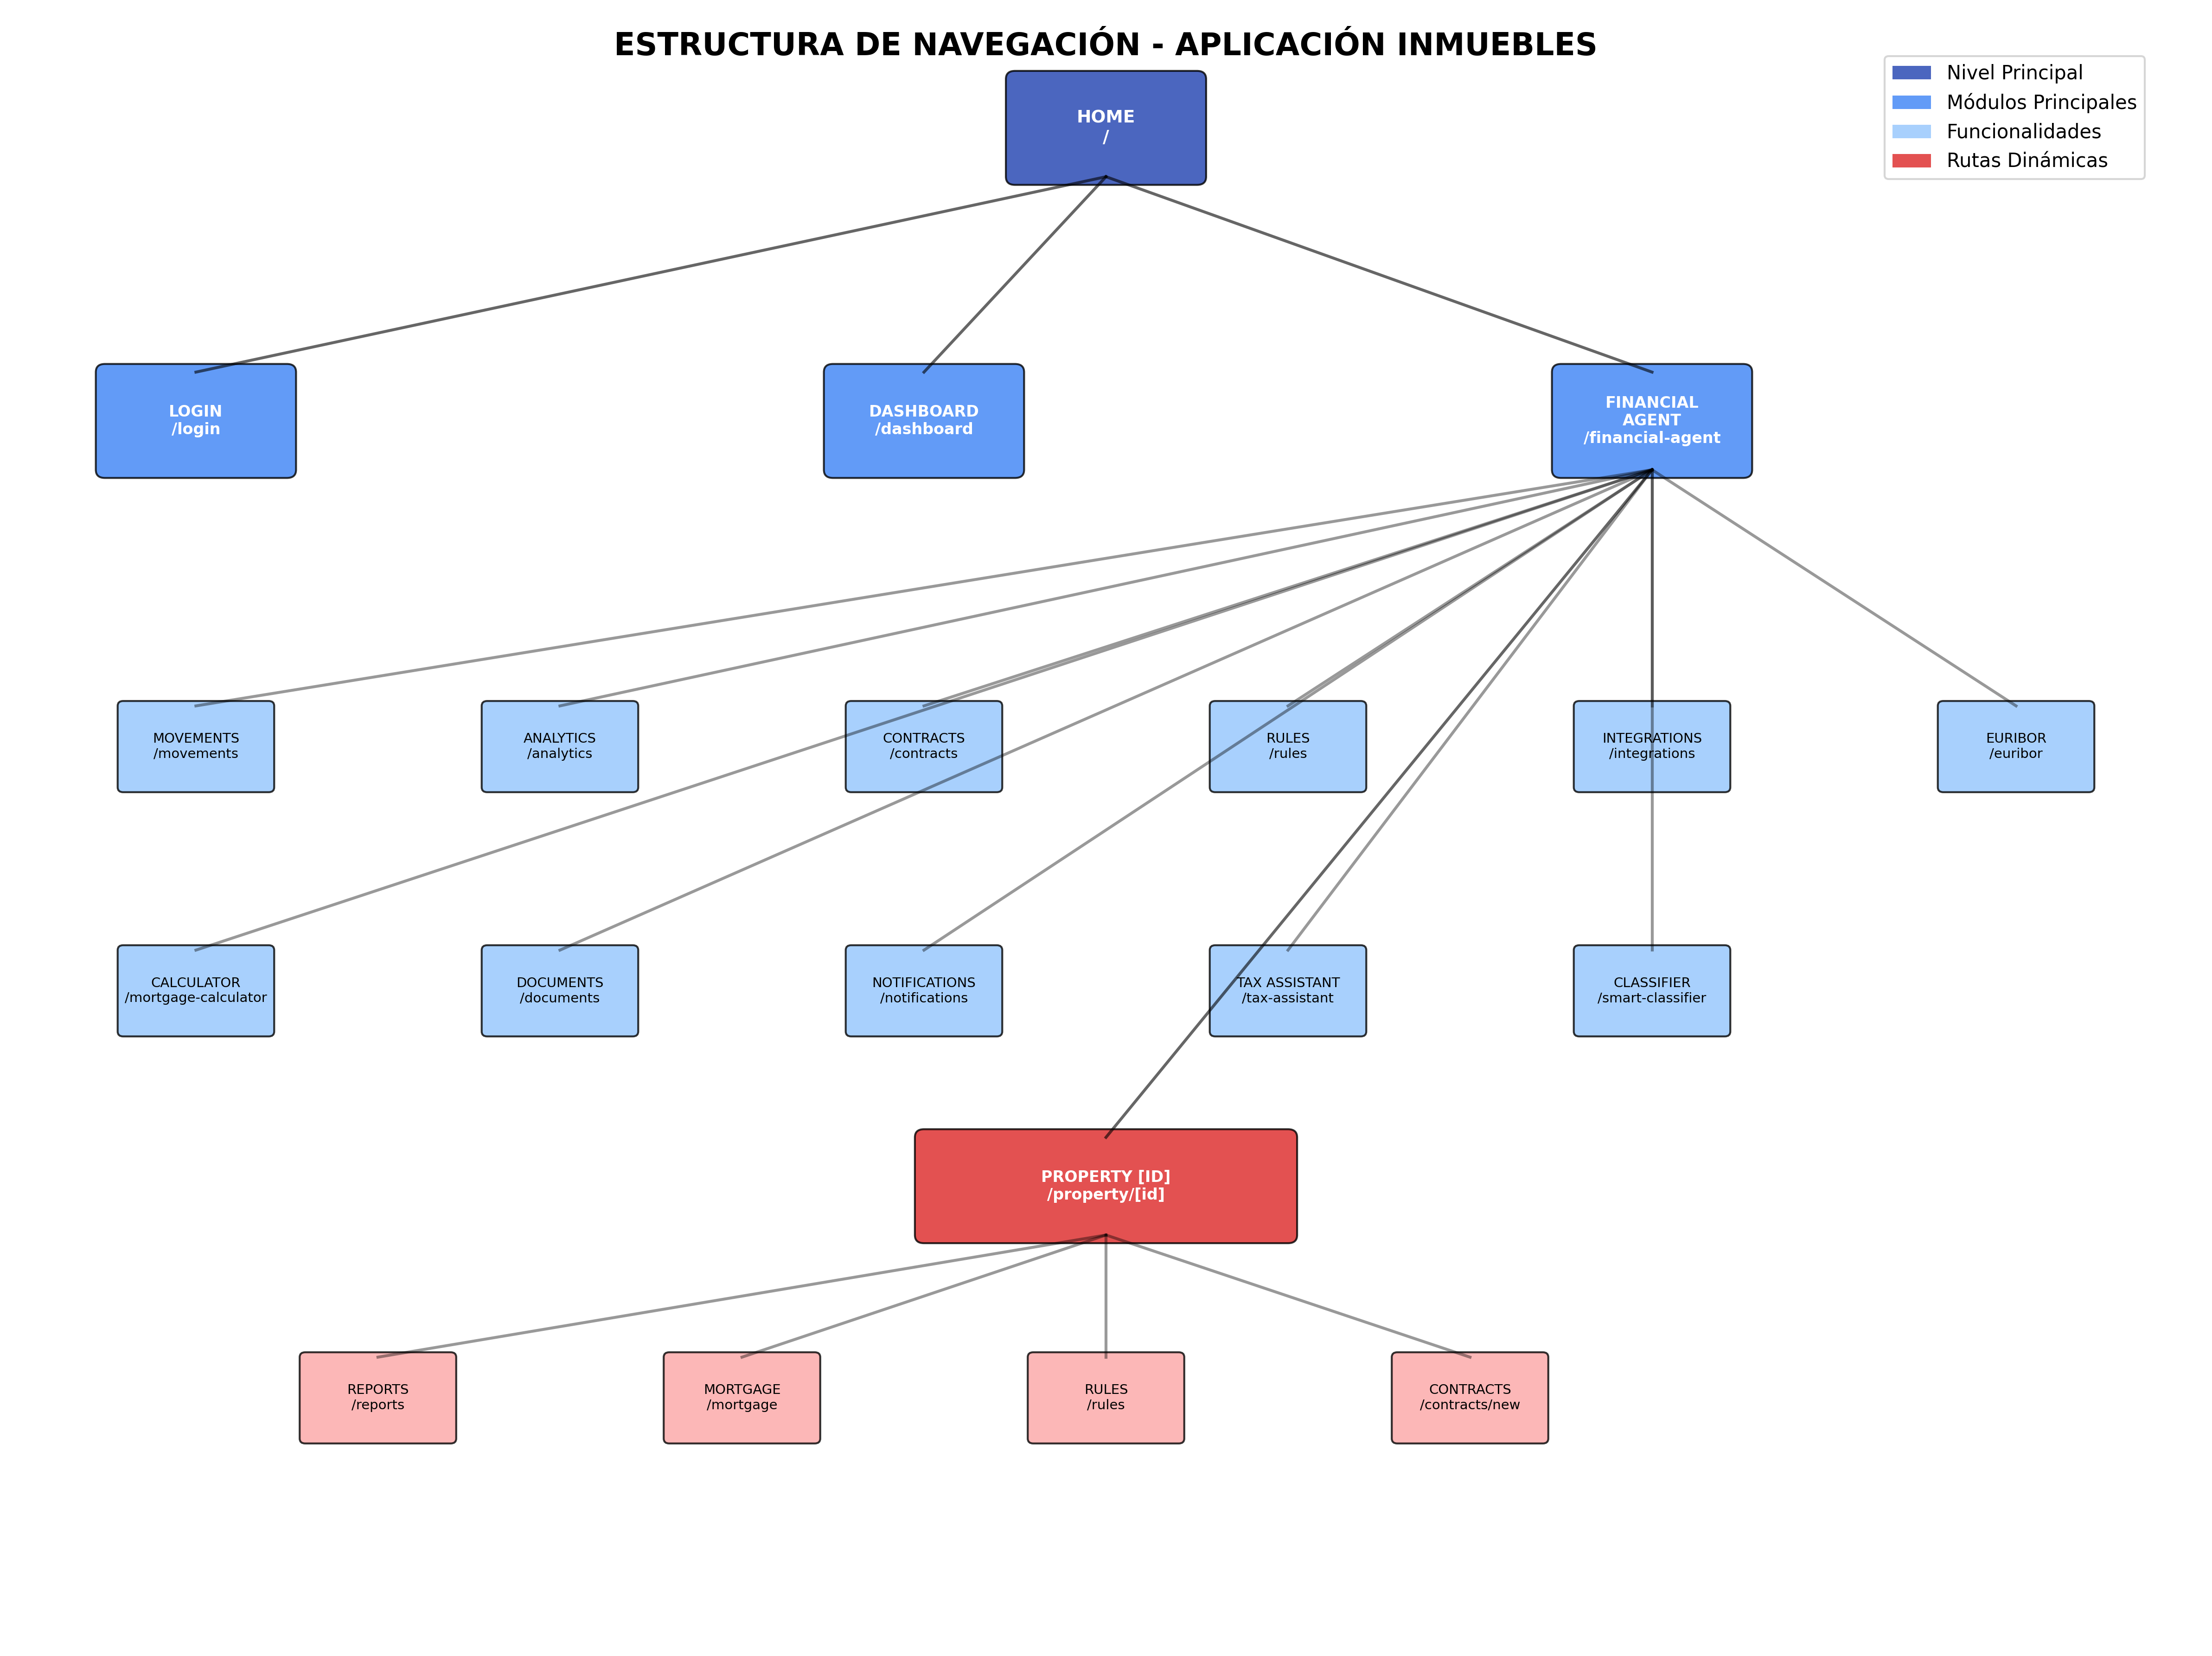 ESTRUCTURA DE NAVEGACIÓN - APLICACIÓN INMUEBLES
Nivel Principal
Módulos Principales
Funcionalidades
Rutas Dinámicas
HOME
/
LOGIN
/login
DASHBOARD
/dashboard
FINANCIAL
AGENT
/financial-agent
MOVEMENTS
/movements
ANALYTICS
/analytics
CONTRACTS
/contracts
RULES
/rules
INTEGRATIONS
/integrations
EURIBOR
/euribor
CALCULATOR
/mortgage-calculator
DOCUMENTS
/documents
NOTIFICATIONS
/notifications
TAX ASSISTANT
/tax-assistant
CLASSIFIER
/smart-classifier
PROPERTY [ID]
/property/[id]
REPORTS
/reports
MORTGAGE
/mortgage
RULES
/rules
CONTRACTS
/contracts/new